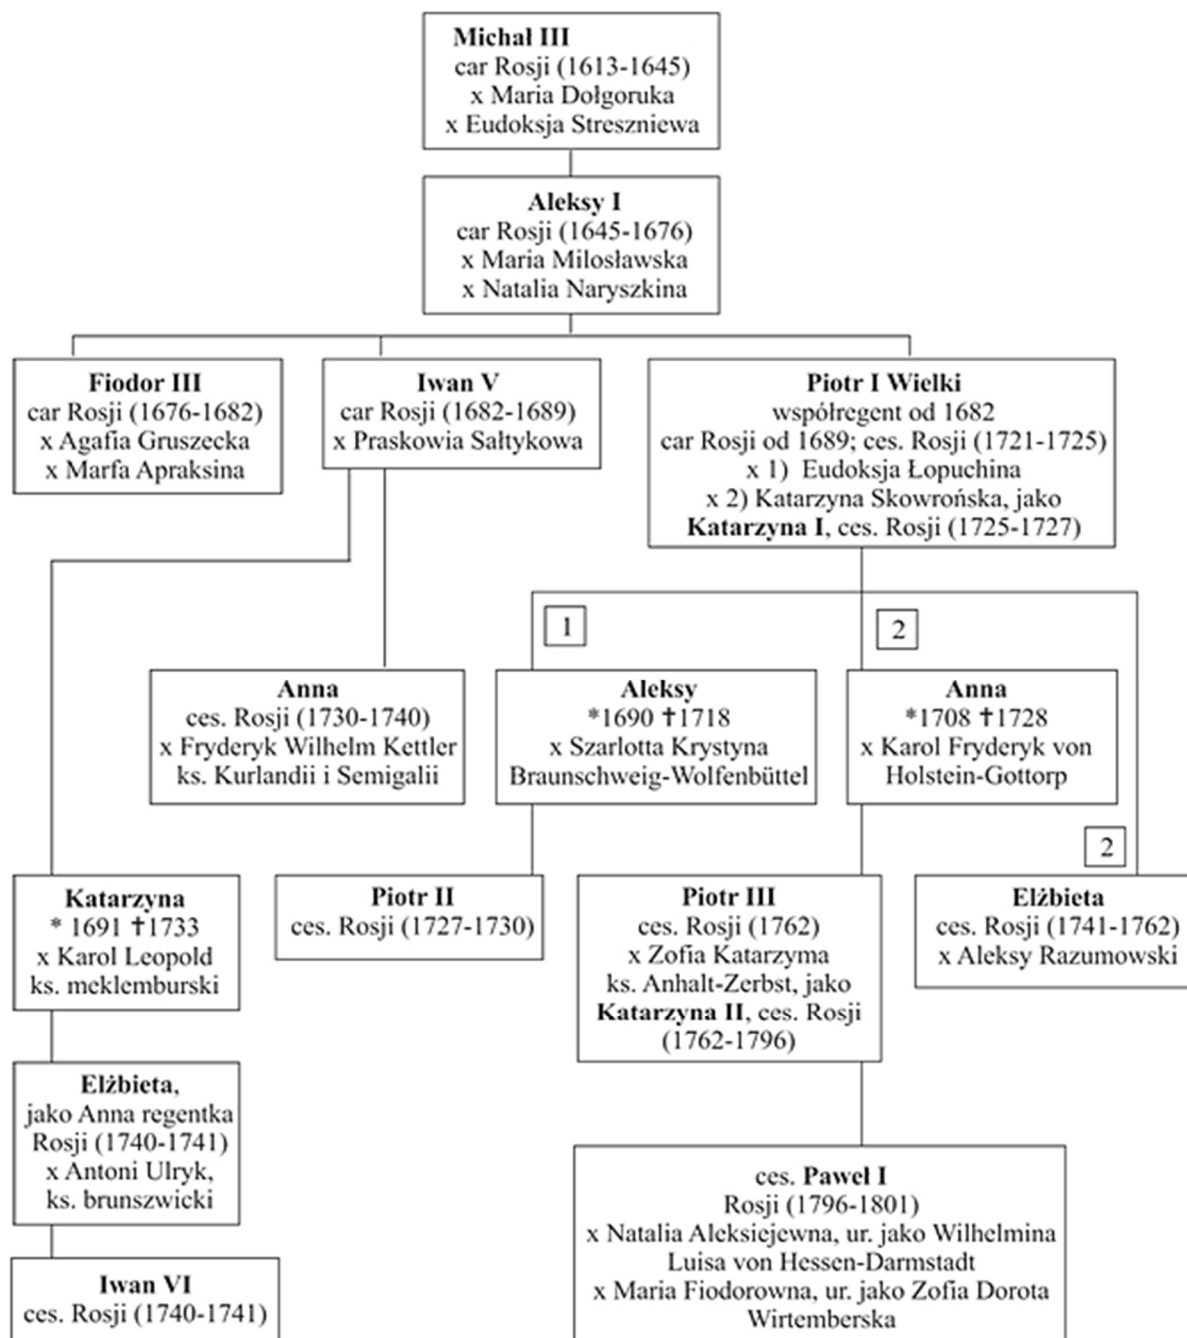 Michał III
car Rosji (1613-1645)
x Maria Dołgoruka
x Eudoksja Streszniewa
Aleksy I
car Rosji (1645-1676)
x Maria Milosławska
x Natalia Naryszkina
Fiodor III
car Rosji (1676-1682)
x Agafia Gruszecka
x Marfa Apraksina
Iwan V
car Rosji (1682-1689)
x Praskowia Sałtykowa
Piotr I Wielki
współregent od 1682
car Rosji od 1689; ces. Rosji (1721-1725)
x 1) Eudoksja Łopuchina
x 2) Katarzyna Skowrońska, jako
Katarzyna I, ces. Rosji (1725-1727)
1
2
Anna
ces. Rosji (1730-1740)
x Fryderyk Wilhelm Kettler
ks. Kurlandii i Semigalii
Aleksy
*1690 ✝1718
x Szarlotta Krystyna
Braunschweig-Wolfenbüttel
Anna
*1708 ✝1728
x Karol Fryderyk von
Holstein-Gottorp
2
Katarzyna
* 1691 ✝1733
x Karol Leopold
ks. meklemburski
Piotr II
ces. Rosji (1727-1730)
Piotr III
ces. Rosji (1762)
x Zofia Katarzyma
ks. Anhalt-Zerbst, jako
Katarzyna II, ces. Rosji
(1762-1796)
Elżbieta
ces. Rosji (1741-1762)
x Aleksy Razumowski
Elżbieta,
jako Anna regentka
Rosji (1740-1741)
x Antoni Ulryk,
ks. brunszwicki
ces. Paweł I
Rosji (1796-1801)
x Natalia Aleksiejewna, ur. jako Wilhelmina
Luisa von Hessen-Darmstadt
x Maria Fiodorowna, ur. jako Zofia Dorota
Wirtemberska
Iwan VI
ces. Rosji (1740-1741)